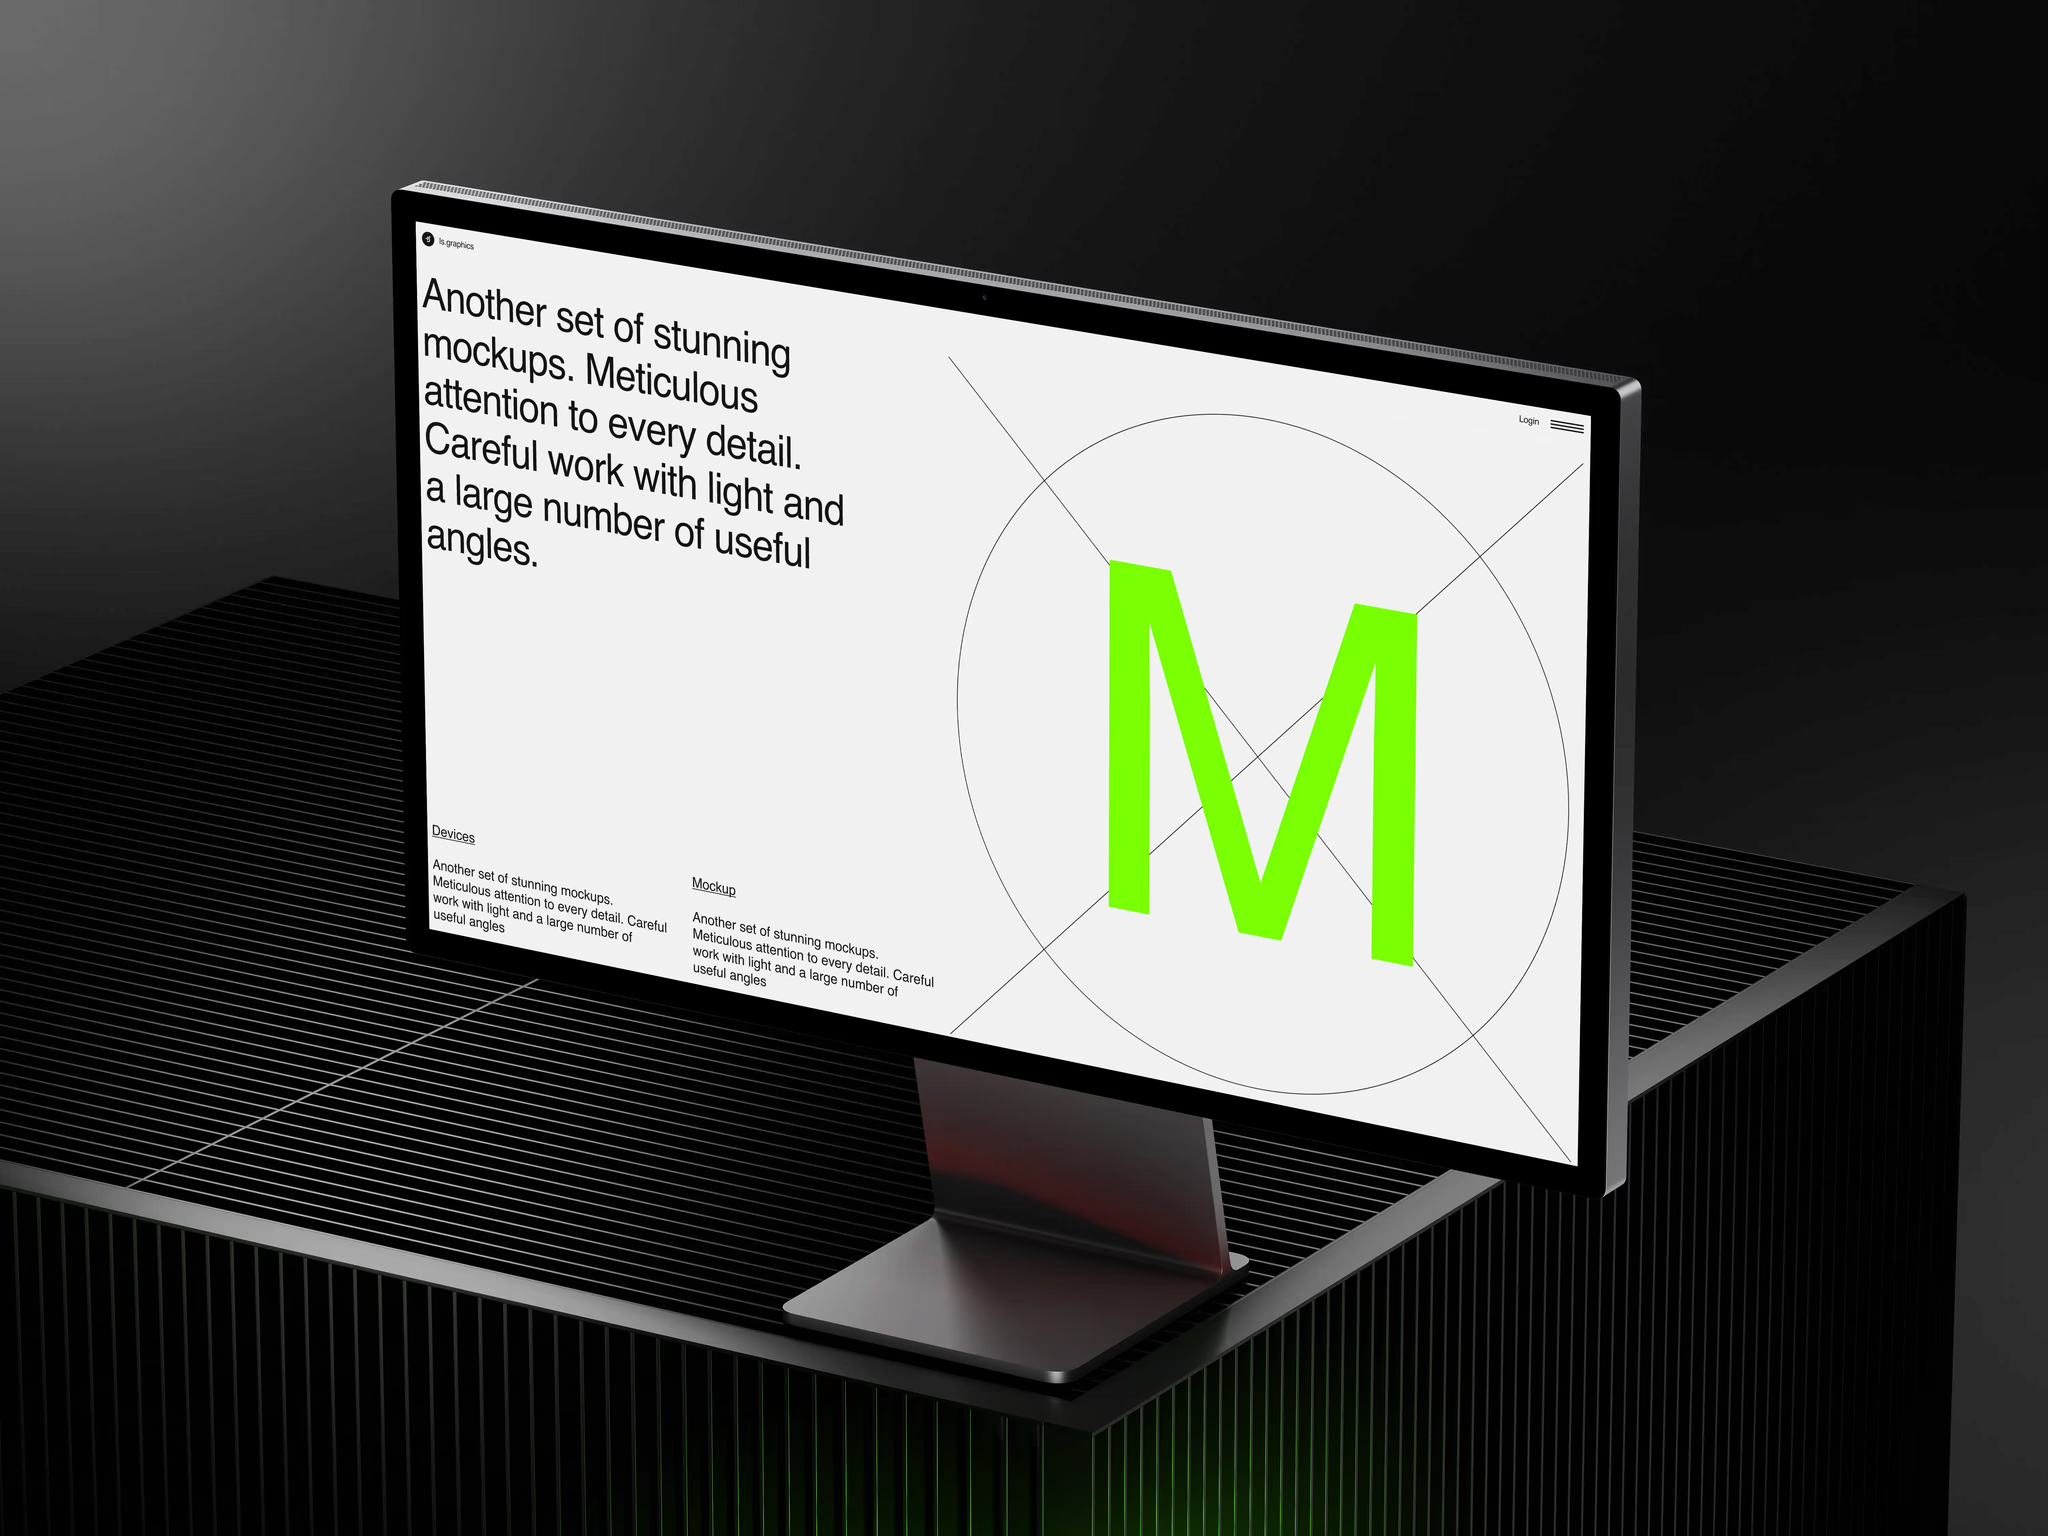 ls.graphics
Another set of stunning
mockups. Meticulous
attention to every detail.
Careful work with light and
a large number of useful
angles.
Login
Devices
Another set of stunning mockups.
Meticulous attention to every detail. Careful
work with light and a large number of
useful angles
Mockup
Another set of stunning mockups.
Meticulous attention to every detail. Careful
work with light and a large number of
useful angles
M